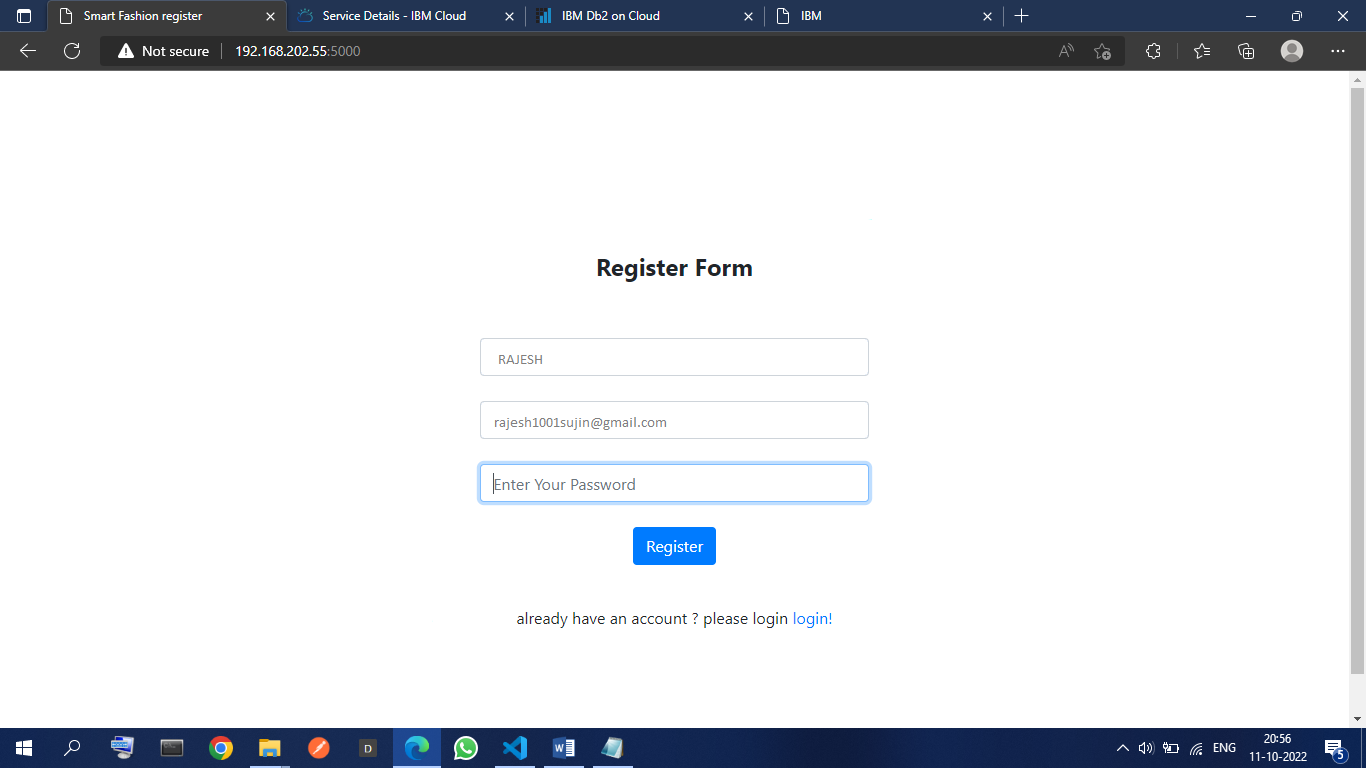 Smart Fashion register
Service Details - IBM Cloud
IBM Db2 on Cloud
IBM
Not secure
192.168.202.55:5000
Register Form
RAJESH
rajesh1001sujin@gmail.com
Enter Your Password
Register
already have an account ? please login login!
D
ENG
20:56
11-10-2022
5